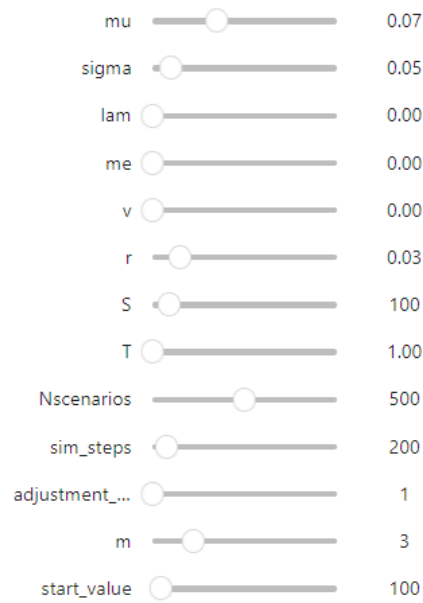 mu 0.07
sigma 0.05
lam 0.00
me 0.00
v 0.00
r 0.03
S 100
T 1.00
Nscenarios 500
sim_steps 200
adjustment_... 1
m 3
start_value 100